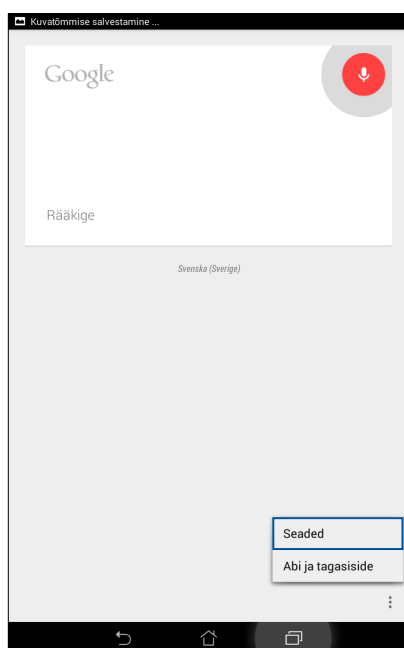 Kuvatõmmise salvestamine ...
Google
Rääkige
Svenska (Sverige)
Seaded
Abi ja tagasiside